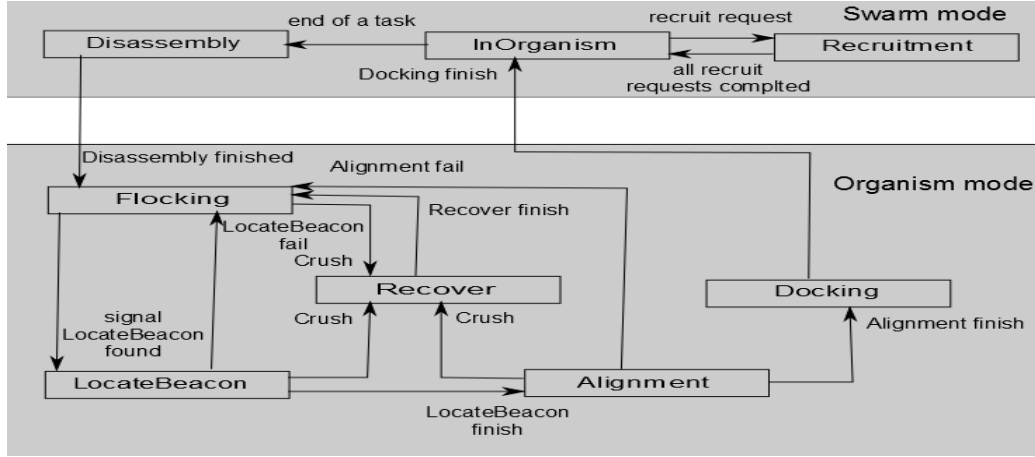 end of a task
recruit request
Swarm mode
Disassembly
InOrganism
Recruitment
Docking finish
all recruit
requests complted
Disassembly finished
Alignment fail
Organism mode
Flocking
Recover finish
LocateBeacon
fail
Crush
Recover
Docking
Crush
Crush
signal
LocateBeacon
found
Alignment finish
LocateBeacon
Alignment
LocateBeacon
finish